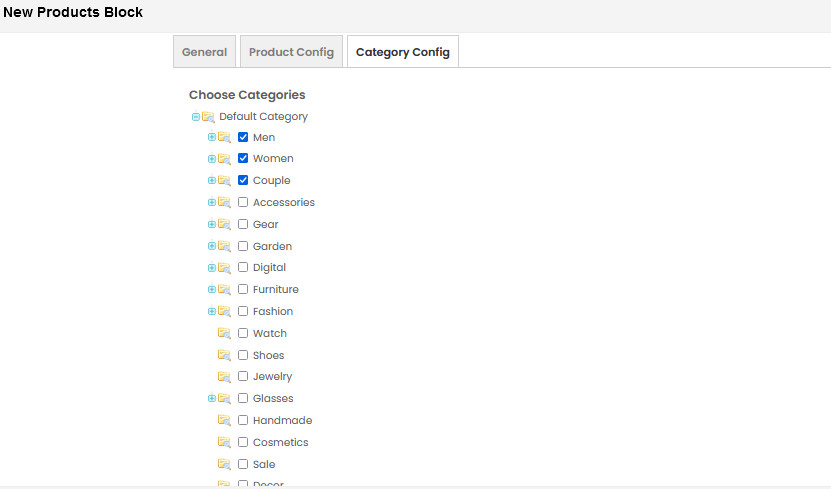 New Products Block
General Product Config Category Config
Choose Categories
Default Category
Men
Women
Couple
Accessories
Gear
Garden
Digital
Furniture
Fashion
Watch
Shoes
Jewelry
Glasses
Handmade
Cosmetics
Sale
Decor